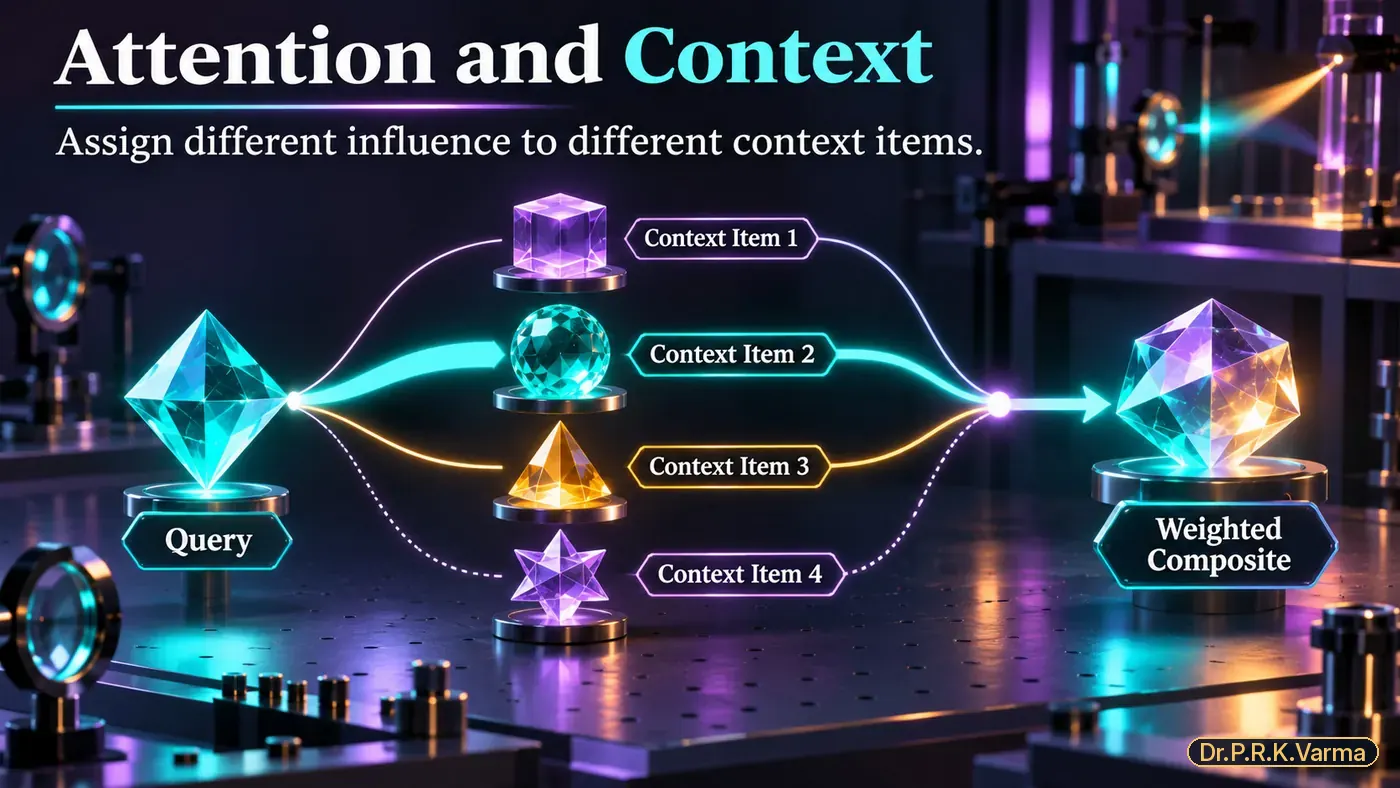 Attention and Context
Assign different influence to different context items.
Context Item 1
Context Item 2
Context Item 3
Context Item 4
Query
Weighted
Composite
Dr.P.R.K.Varma